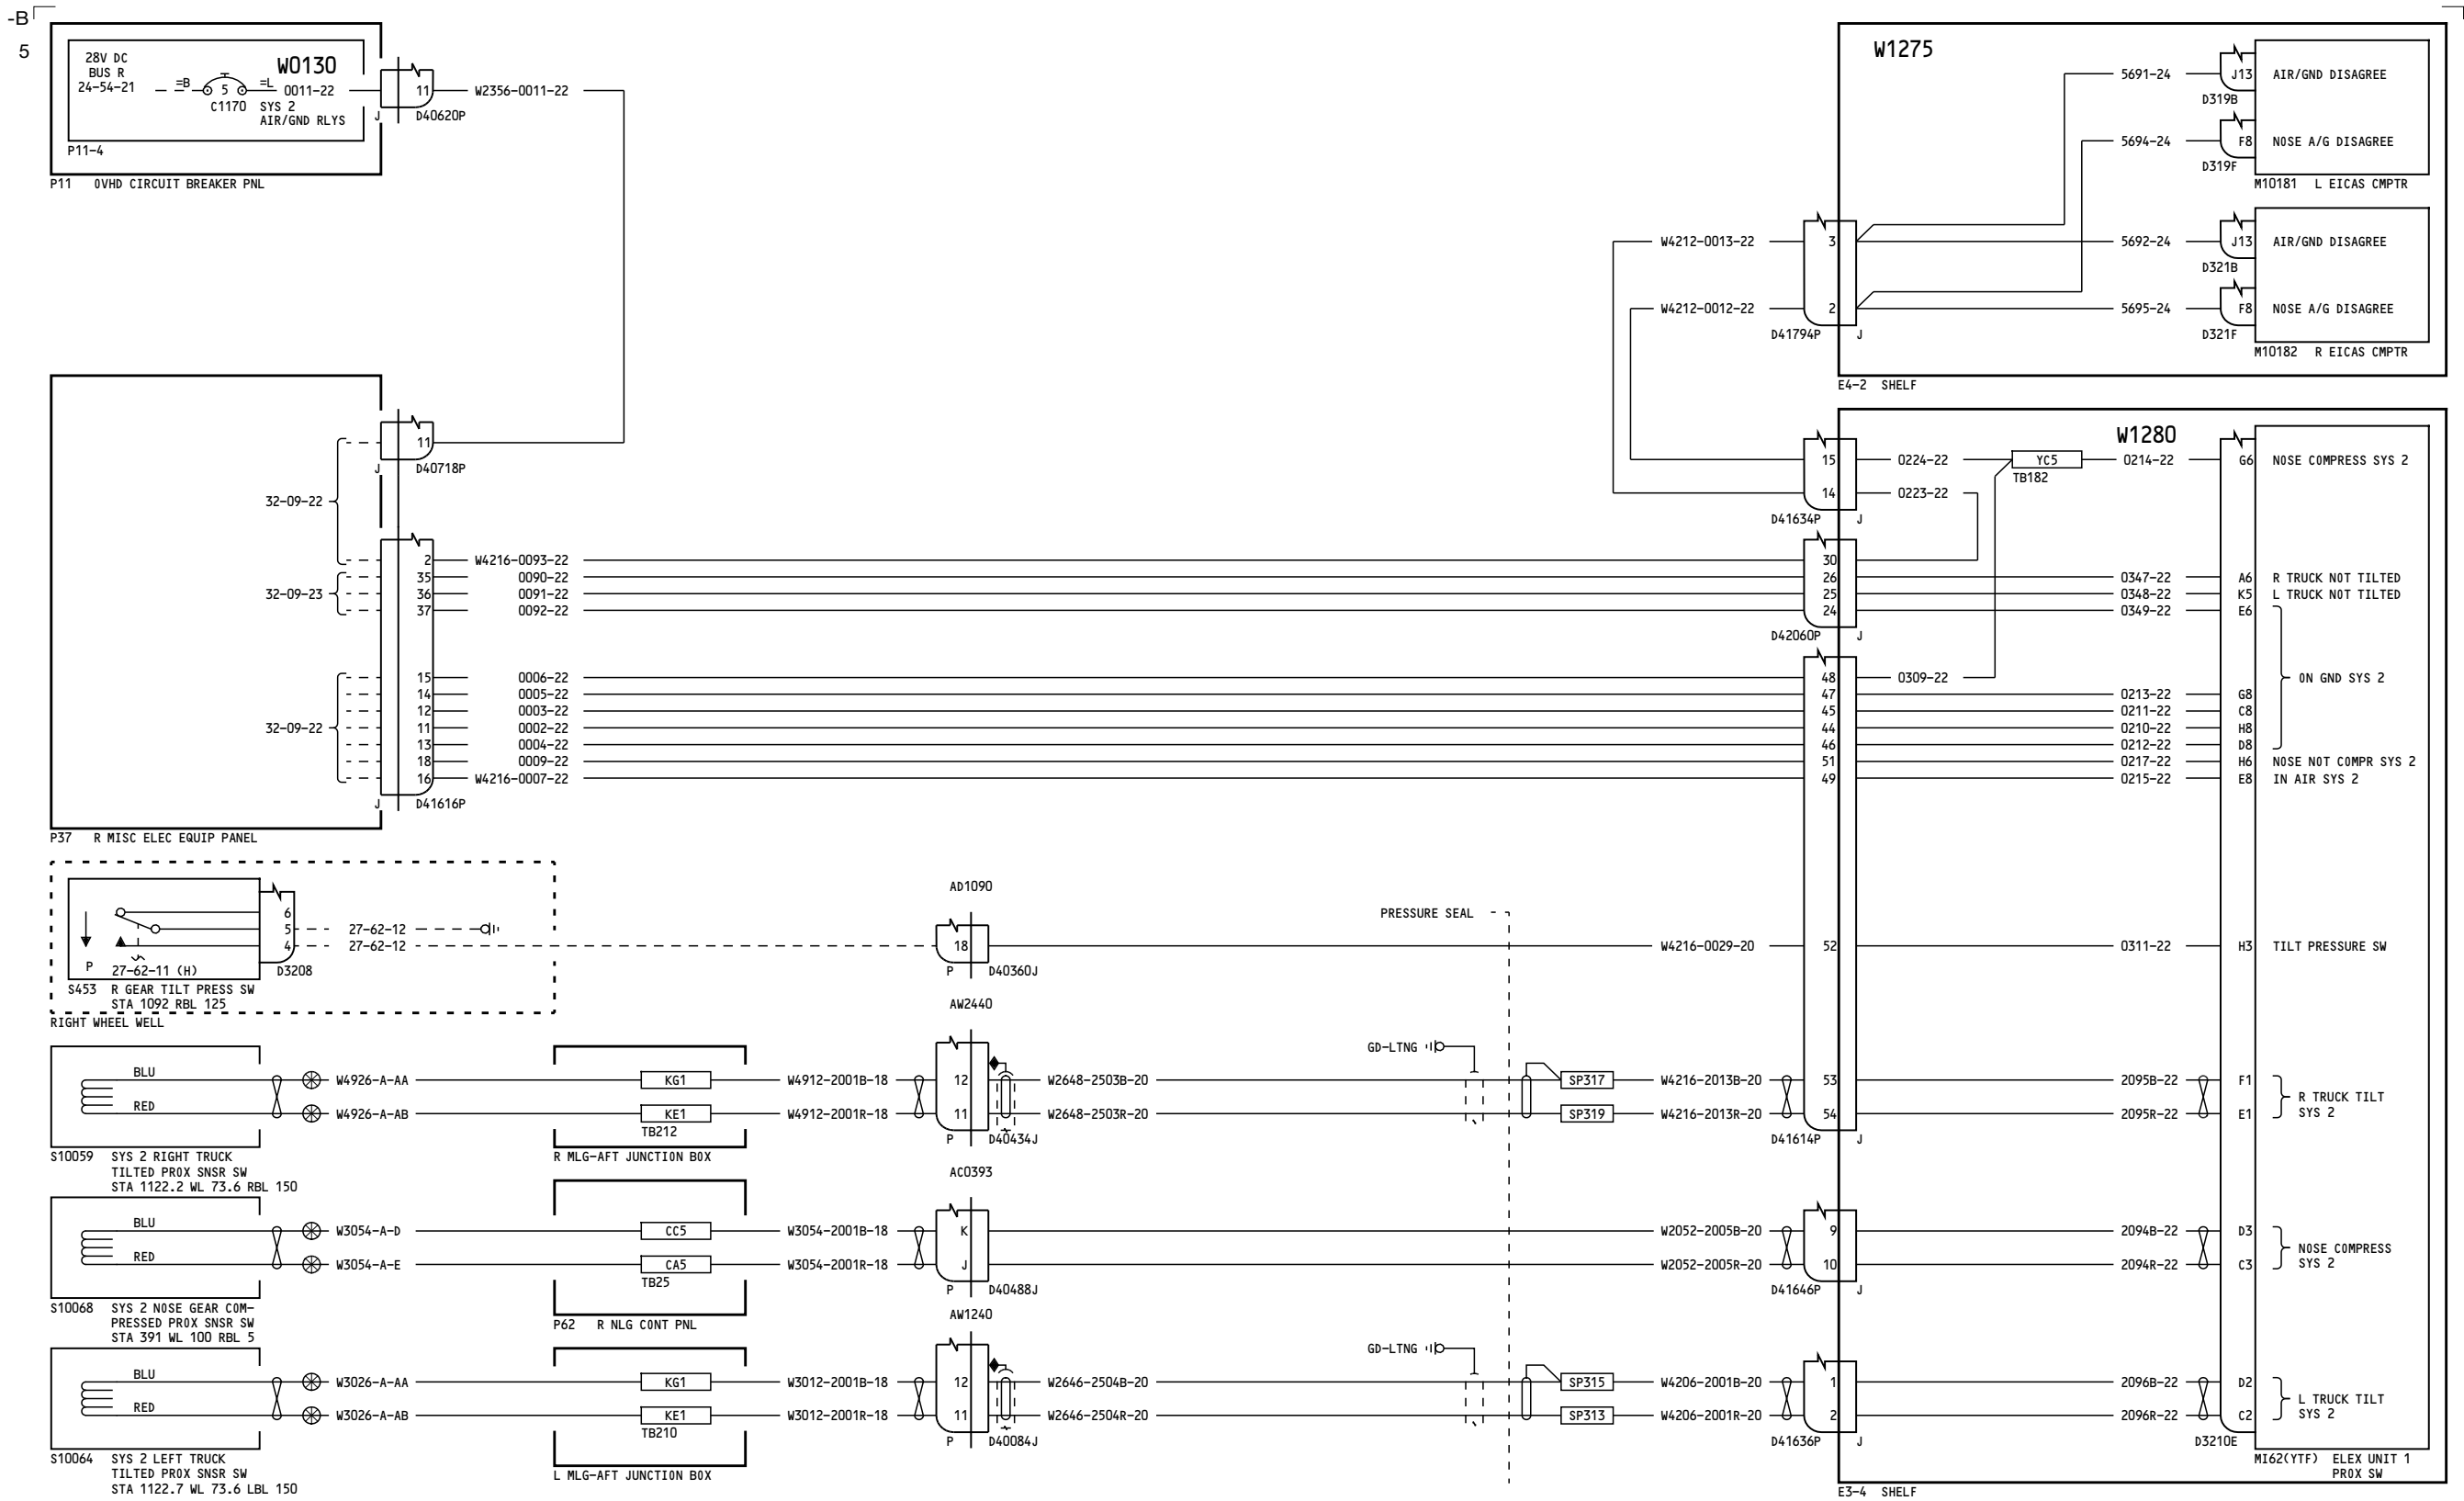 -B
5
28V DC
BUS R
24-54-21
=B
5
=L
W0130
0011-22
C1170 SYS 2
AIR/GND RLYS
P11-4
P11 OVHD CIRCUIT BREAKER PNL
11
J D40620P
W2356-0011-22
W1275
5691-24
J13 AIR/GND DISAGREE
D319B
5694-24
F8 NOSE A/G DISAGREE
D319F
M10181 L EICAS CMPTR
W4212-0013-22
3
5692-24
J13 AIR/GND DISAGREE
D321B
W4212-0012-22
2
5695-24
F8 NOSE A/G DISAGREE
D321F
D41794P J
M10182 R EICAS CMPTR
E4-2 SHELF
11
J D40718P
32-09-22
W1280
15
0224-22
YC5
TB182
0214-22
G6 NOSE COMPRESS SYS 2
14
0223-22
D41634P J
2 W4216-0093-22 30
35 0090-22 26 0347-22 A6 R TRUCK NOT TILTED
32-09-23
36 0091-22 25 0348-22 K5 L TRUCK NOT TILTED
37 0092-22 24 0349-22 E6
D42060P J
15 0006-22 48 0309-22
ON GND SYS 2
14 0005-22 47 0213-22 G8
12 0003-22 45 0211-22 C8
32-09-22
11 0002-22 44 0210-22 H8
13 0004-22 46 0212-22 D8
18 0009-22 51 0217-22 H6 NOSE NOT COMPR SYS 2
16 W4216-0007-22 49 0215-22 E8 IN AIR SYS 2
J D41616P
P37 R MISC ELEC EQUIP PANEL
6
5 27-62-12
4 27-62-12
P 27-62-11 (H)
D3208
S453 R GEAR TILT PRESS SW
STA 1092 RBL 125
RIGHT WHEEL WELL
AD1090
18
P D40360J
PRESSURE SEAL
W4216-0029-20 52 0311-22 H3 TILT PRESSURE SW
AW2440
GD-LTNG
BLU W4926-A-AA KG1 W4912-2001B-18 12 W2648-2503B-20 SP317 W4216-2013B-20 53 2095B-22 F1
R TRUCK TILT
SYS 2
RED W4926-A-AB KE1 W4912-2001R-18 11 W2648-2503R-20 SP319 W4216-2013R-20 54 2095R-22 E1
TB212
P D40434J
D41614P J
S10059 SYS 2 RIGHT TRUCK
TILTED PROX SNSR SW
STA 1122.2 WL 73.6 RBL 150
R MLG-AFT JUNCTION BOX
AC0393
BLU W3054-A-D CC5 W3054-2001B-18 K W2052-2005B-20 9 2094B-22 D3
NOSE COMPRESS
SYS 2
RED W3054-A-E CA5 W3054-2001R-18 J W2052-2005R-20 10 2094R-22 C3
TB25
P D40488J
D41646P J
S10068 SYS 2 NOSE GEAR COM-
PRESSED PROX SNSR SW
STA 391 WL 100 RBL 5
P62 R NLG CONT PNL
AW1240
GD-LTNG
BLU W3026-A-AA KG1 W3012-2001B-18 12 W2646-2504B-20 SP315 W4206-2001B-20 1 2096B-22 D2
L TRUCK TILT
SYS 2
RED W3026-A-AB KE1 W3012-2001R-18 11 W2646-2504R-20 SP313 W4206-2001R-20 2 2096R-22 C2
TB210
P D40084J
D41636P J
D3210E
S10064 SYS 2 LEFT TRUCK
TILTED PROX SNSR SW
STA 1122.7 WL 73.6 LBL 150
L MLG-AFT JUNCTION BOX
MI62(YTF) ELEX UNIT 1
PROX SW
E3-4 SHELF